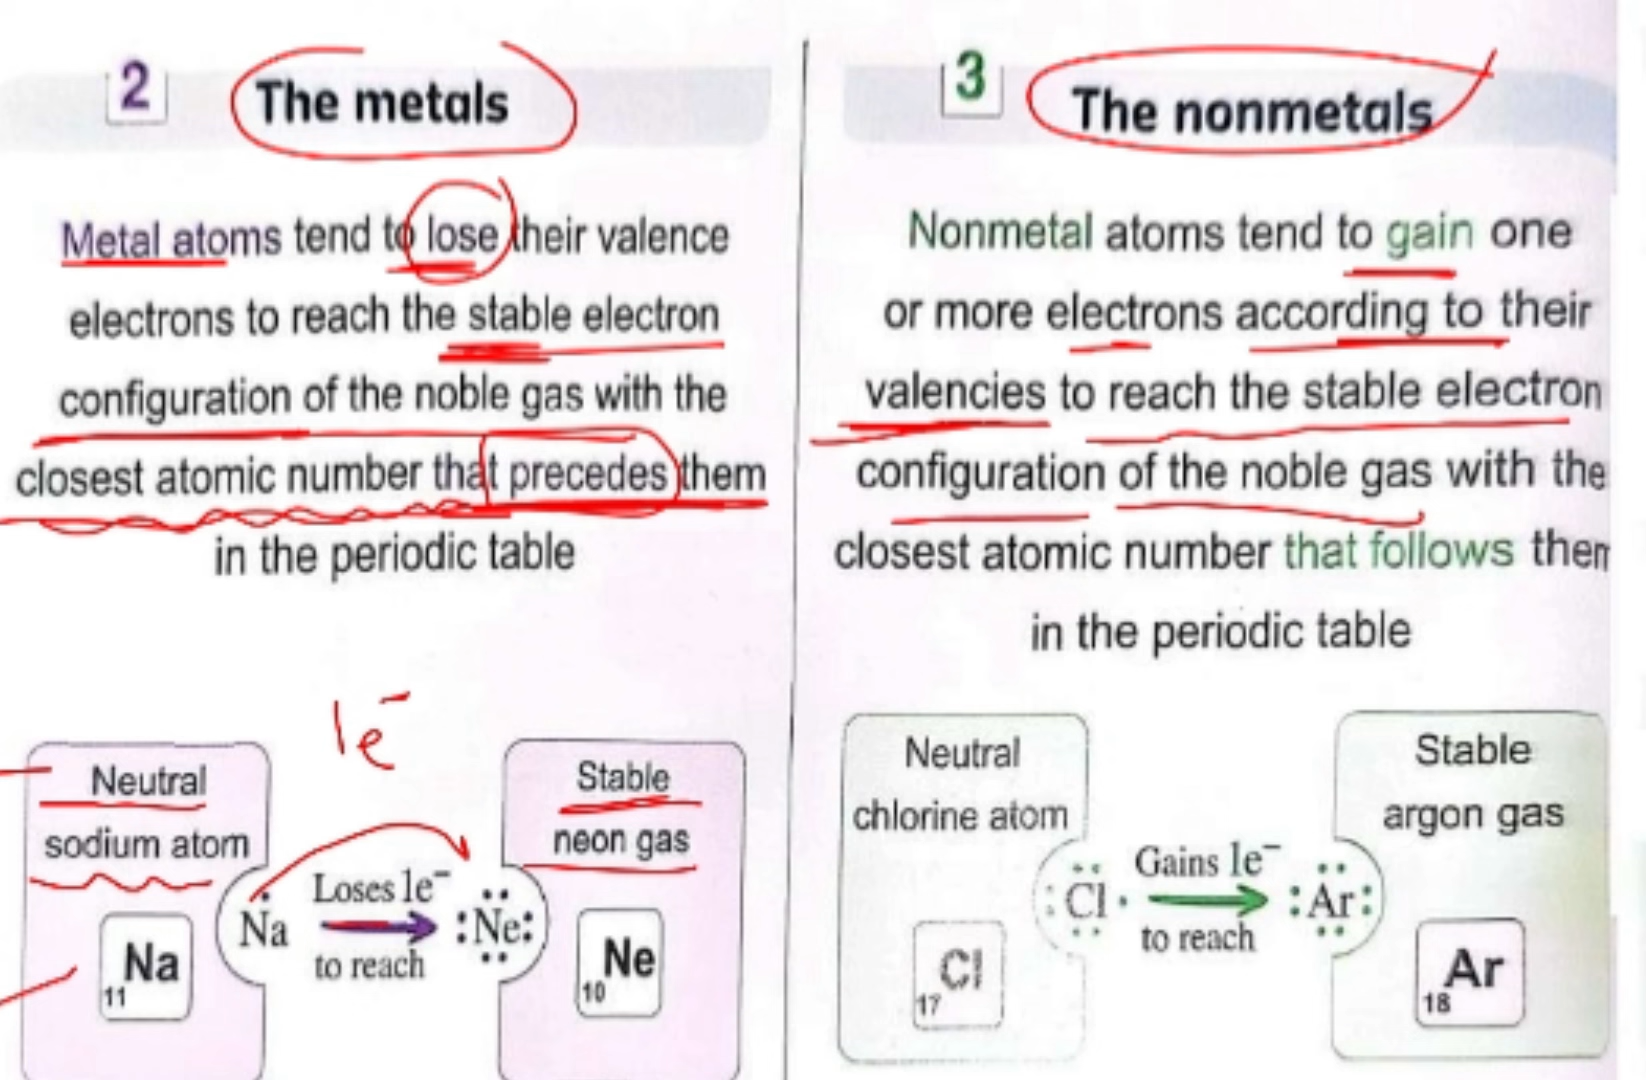 2
The metals
Metal atoms tend to lose their valence
electrons to reach the stable electron
configuration of the noble gas with the
closest atomic number that precedes them
in the periodic table
1e⁻
Neutral
sodium atom
Na
11
Na
Loses 1e⁻
to reach
Ne
Stable
neon gas
Ne
10
3
The nonmetals
Nonmetal atoms tend to gain one
or more electrons according to their
valencies to reach the stable electron
configuration of the noble gas with the
closest atomic number that follows them
in the periodic table
Neutral
chlorine atom
Cl
17
Cl
Gains 1e⁻
to reach
Ar
Stable
argon gas
Ar
18